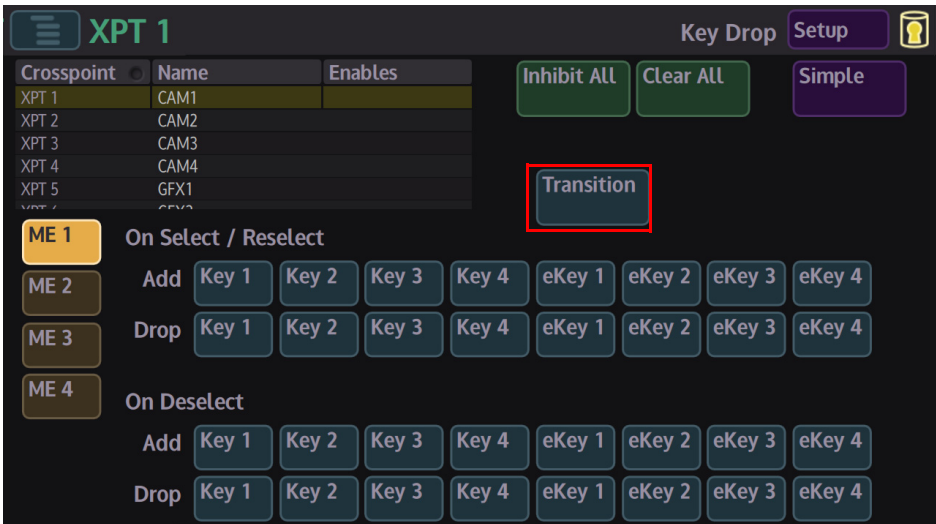 XPT 1 Key Drop Setup
Crosspoint Name Enables Inhibit All Clear All Simple
XPT 1 CAM1
XPT 2 CAM2
XPT 3 CAM3
XPT 4 CAM4
XPT 5 GFX1
Transition
ME 1
On Select / Reselect
ME 2
Add Key 1 Key 2 Key 3 Key 4 eKey 1 eKey 2 eKey 3 eKey 4
ME 3
Drop Key 1 Key 2 Key 3 Key 4 eKey 1 eKey 2 eKey 3 eKey 4
ME 4
On Deselect
Add Key 1 Key 2 Key 3 Key 4 eKey 1 eKey 2 eKey 3 eKey 4
Drop Key 1 Key 2 Key 3 Key 4 eKey 1 eKey 2 eKey 3 eKey 4